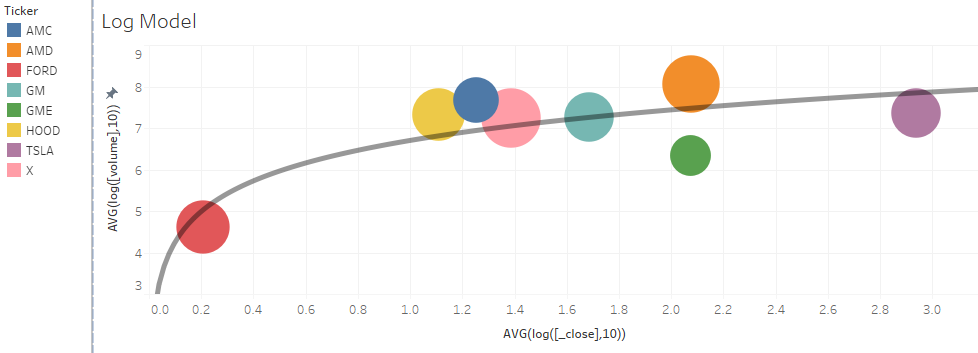 Ticker
AMC
AMD
FORD
GM
GME
HOOD
TSLA
X
Log Model
9
8
7
6
5
4
3
AVG(log([volume],10))
0.0 0.2 0.4 0.6 0.8 1.0 1.2 1.4 1.6 1.8 2.0 2.2 2.4 2.6 2.8 3.0
AVG(log([_close],10))